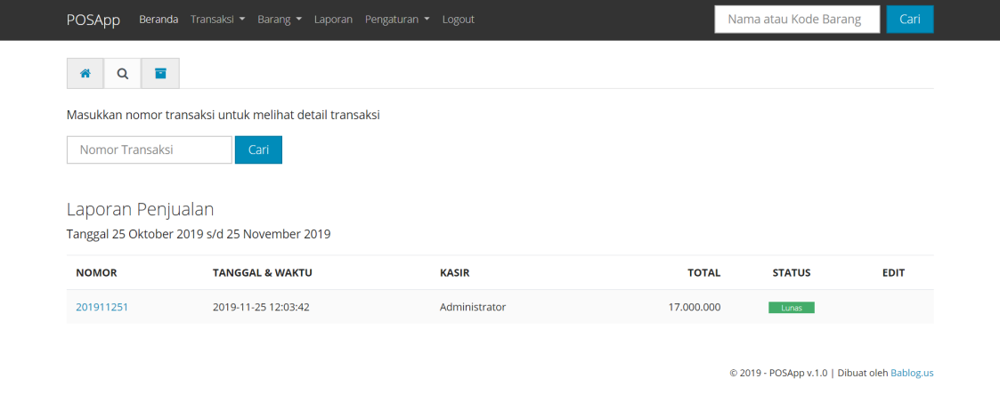 POSApp Beranda Transaksi Barang Laporan Pengaturan Logout Nama atau Kode Barang Cari
Masukkan nomor transaksi untuk melihat detail transaksi
Nomor Transaksi Cari
Laporan Penjualan
Tanggal 25 Oktober 2019 s/d 25 November 2019
NOMOR TANGGAL & WAKTU KASIR TOTAL STATUS EDIT
201911251 2019-11-25 12:03:42 Administrator 17.000.000 Lunas
© 2019 - POSApp v.1.0 | Dibuat oleh Bablog.us